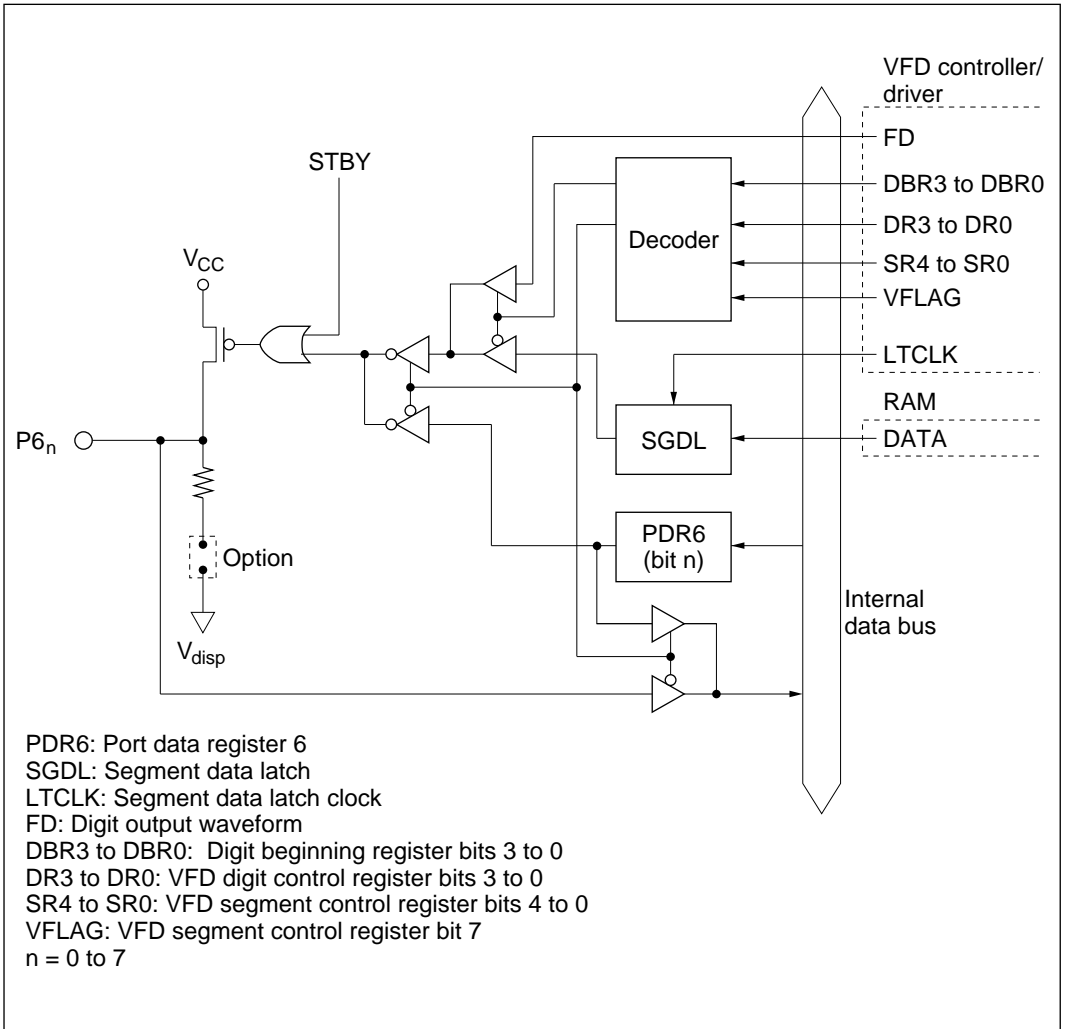 VFD controller/
driver
FD
STBY
DBR3 to DBR0
DR3 to DR0
Decoder
SR4 to SR0
VCC
VFLAG
LTCLK
RAM
P6n
SGDL
DATA
PDR6
(bit n)
Option
Internal
data bus
Vdisp
PDR6: Port data register 6
SGDL: Segment data latch
LTCLK: Segment data latch clock
FD: Digit output waveform
DBR3 to DBR0:  Digit beginning register bits 3 to 0
DR3 to DR0: VFD digit control register bits 3 to 0
SR4 to SR0: VFD segment control register bits 4 to 0
VFLAG: VFD segment control register bit 7
n = 0 to 7